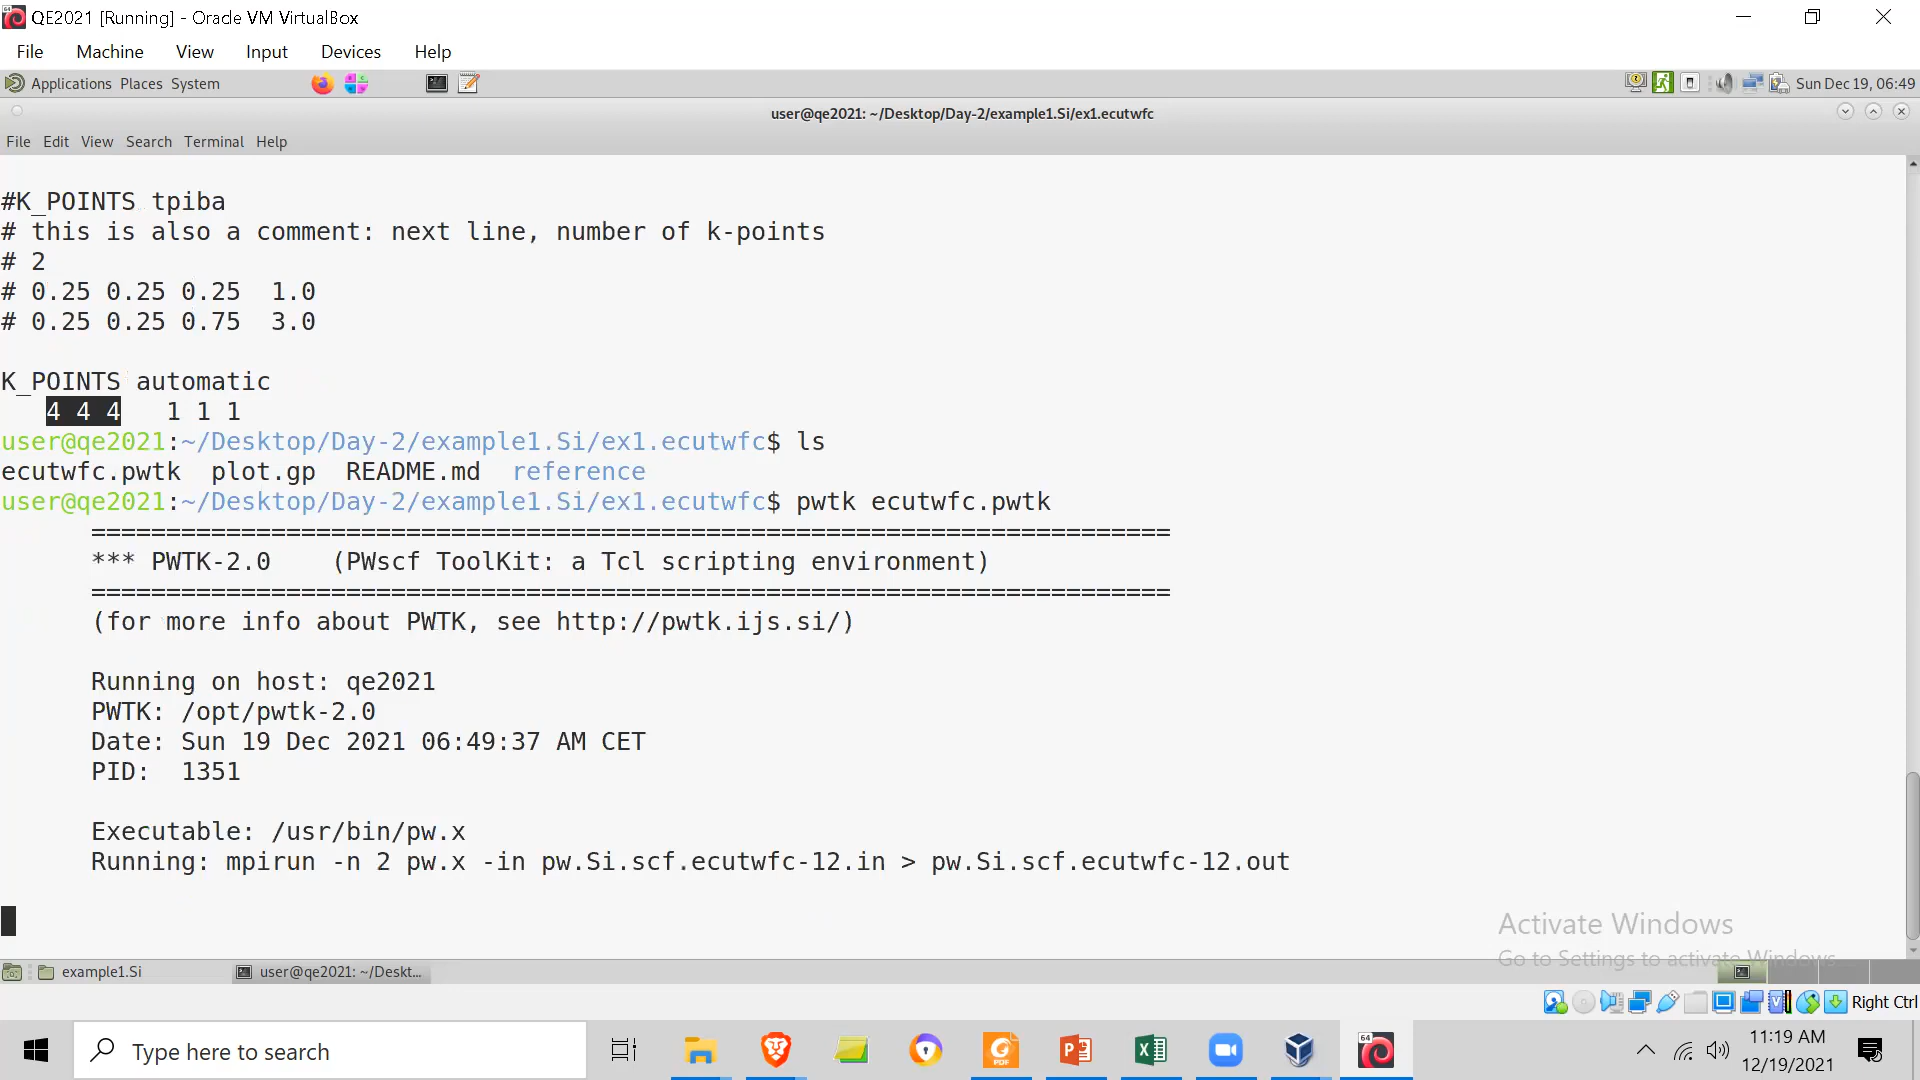 QE2021 [Running] - Oracle VM VirtualBox
File Machine View Input Devices Help
Applications Places System
Sun Dec 19, 06:49
user@qe2021: ~/Desktop/Day-2/example1.Si/ex1.ecutwfc
File Edit View Search Terminal Help
#K_POINTS tpiba
# this is also a comment: next line, number of k-points
# 2
# 0.25 0.25 0.25  1.0
# 0.25 0.25 0.75  3.0
K_POINTS automatic
4 4 4   1 1 1
user@qe2021:~/Desktop/Day-2/example1.Si/ex1.ecutwfc$ ls
ecutwfc.pwtk  plot.gp  README.md  reference
user@qe2021:~/Desktop/Day-2/example1.Si/ex1.ecutwfc$ pwtk ecutwfc.pwtk
========================================================================
*** PWTK-2.0    (PWscf ToolKit: a Tcl scripting environment)
========================================================================
(for more info about PWTK, see http://pwtk.ijs.si/)
Running on host: qe2021
PWTK: /opt/pwtk-2.0
Date: Sun 19 Dec 2021 06:49:37 AM CET
PID:  1351
Executable: /usr/bin/pw.x
Running: mpirun -n 2 pw.x -in pw.Si.scf.ecutwfc-12.in > pw.Si.scf.ecutwfc-12.out
Activate Windows
Go to Settings to activate Windows.
example1.Si
user@qe2021: ~/Deskt...
Right Ctrl
Type here to search
11:19 AM
12/19/2021